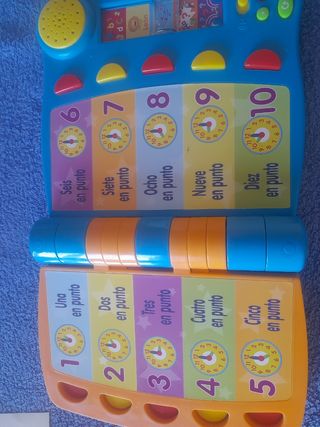 1
Una
en punto
2
Dos
en punto
3
Tres
en punto
4
Cuatro
en punto
5
Cinco
en punto
6
Seis
en punto
7
Siete
en punto
8
Ocho
en punto
9
Nueve
en punto
10
Diez
en punto